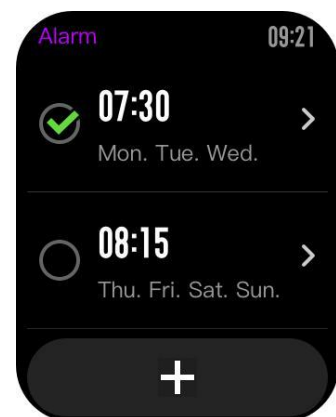 Alarm 09:21
07:30
Mon. Tue. Wed.
08:15
Thu. Fri. Sat. Sun.